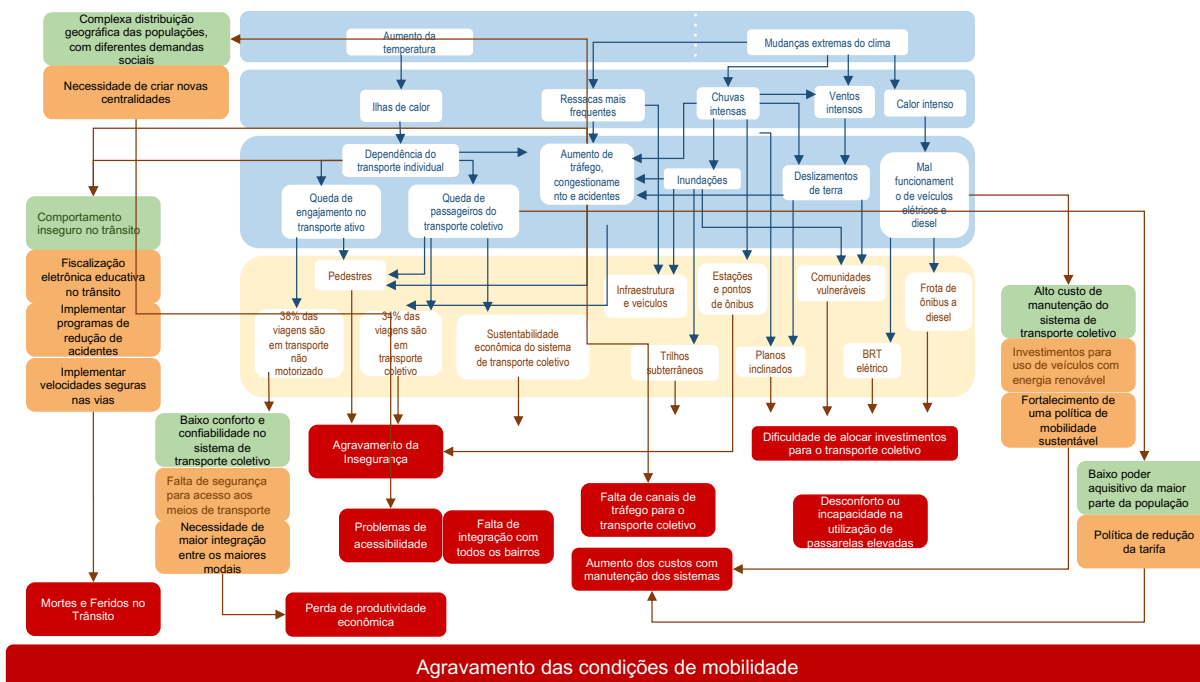 Complexa distribuição
geográfica das populações,
com diferentes demandas
sociais
Necessidade de criar novas
centralidades
Aumento da
temperatura
Mudanças extremas do clima
Ilhas de calor
Ressacas mais
frequentes
Chuvas
intensas
Ventos
intensos
Calor intenso
Dependência do
transporte individual
Aumento de
tráfego,
congestioname
nto e acidentes
Inundações
Deslizamentos
de terra
Mal
funcionament
o de veículos
elétricos e
diesel
Queda de
engajamento no
transporte ativo
Queda de
passageiros do
transporte coletivo
Comportamento
inseguro no trânsito
Fiscalização
eletrônica educativa
no trânsito
Implementar
programas de
redução de
acidentes
Implementar
velocidades seguras
nas vias
Pedestres
Infraestrutura
e veículos
Estações
e pontos
de ônibus
Comunidades
vulneráveis
Frota de
ônibus a
diesel
38% das
viagens são
em transporte
não
motorizado
34% das
viagens são
em
transporte
coletivo
Sustentabilidade
econômica do sistema
de transporte coletivo
Trilhos
subterrâneos
Planos
inclinados
BRT
elétrico
Alto custo de
manutenção do
sistema de
transporte coletivo
Investimentos para
uso de veículos com
energia renovável
Fortalecimento de
uma política de
mobilidade
sustentável
Baixo conforto e
confiabilidade no
sistema de
transporte coletivo
Falta de segurança
para acesso aos
meios de transporte
Necessidade de
maior integração
entre os maiores
modais
Agravamento da
Insegurança
Dificuldade de alocar investimentos
para o transporte coletivo
Baixo poder
aquisitivo da maior
parte da população
Política de redução
da tarifa
Problemas de
acessibilidade
Falta de
integração com
todos os bairros
Falta de canais de
tráfego para o
transporte coletivo
Desconforto ou
incapacidade na
utilização de
passarelas elevadas
Aumento dos custos com
manutenção dos sistemas
Mortes e Feridos no
Trânsito
Perda de produtividade
econômica
Agravamento das condições de mobilidade